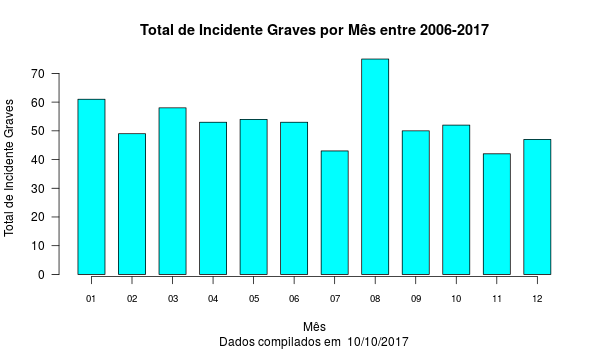 Total de Incidente Graves por Mês entre 2006-2017
Total de Incidente Graves
70
60
50
40
30
20
10
0
01 02 03 04 05 06 07 08 09 10 11 12
Mês
Dados compilados em 10/10/2017